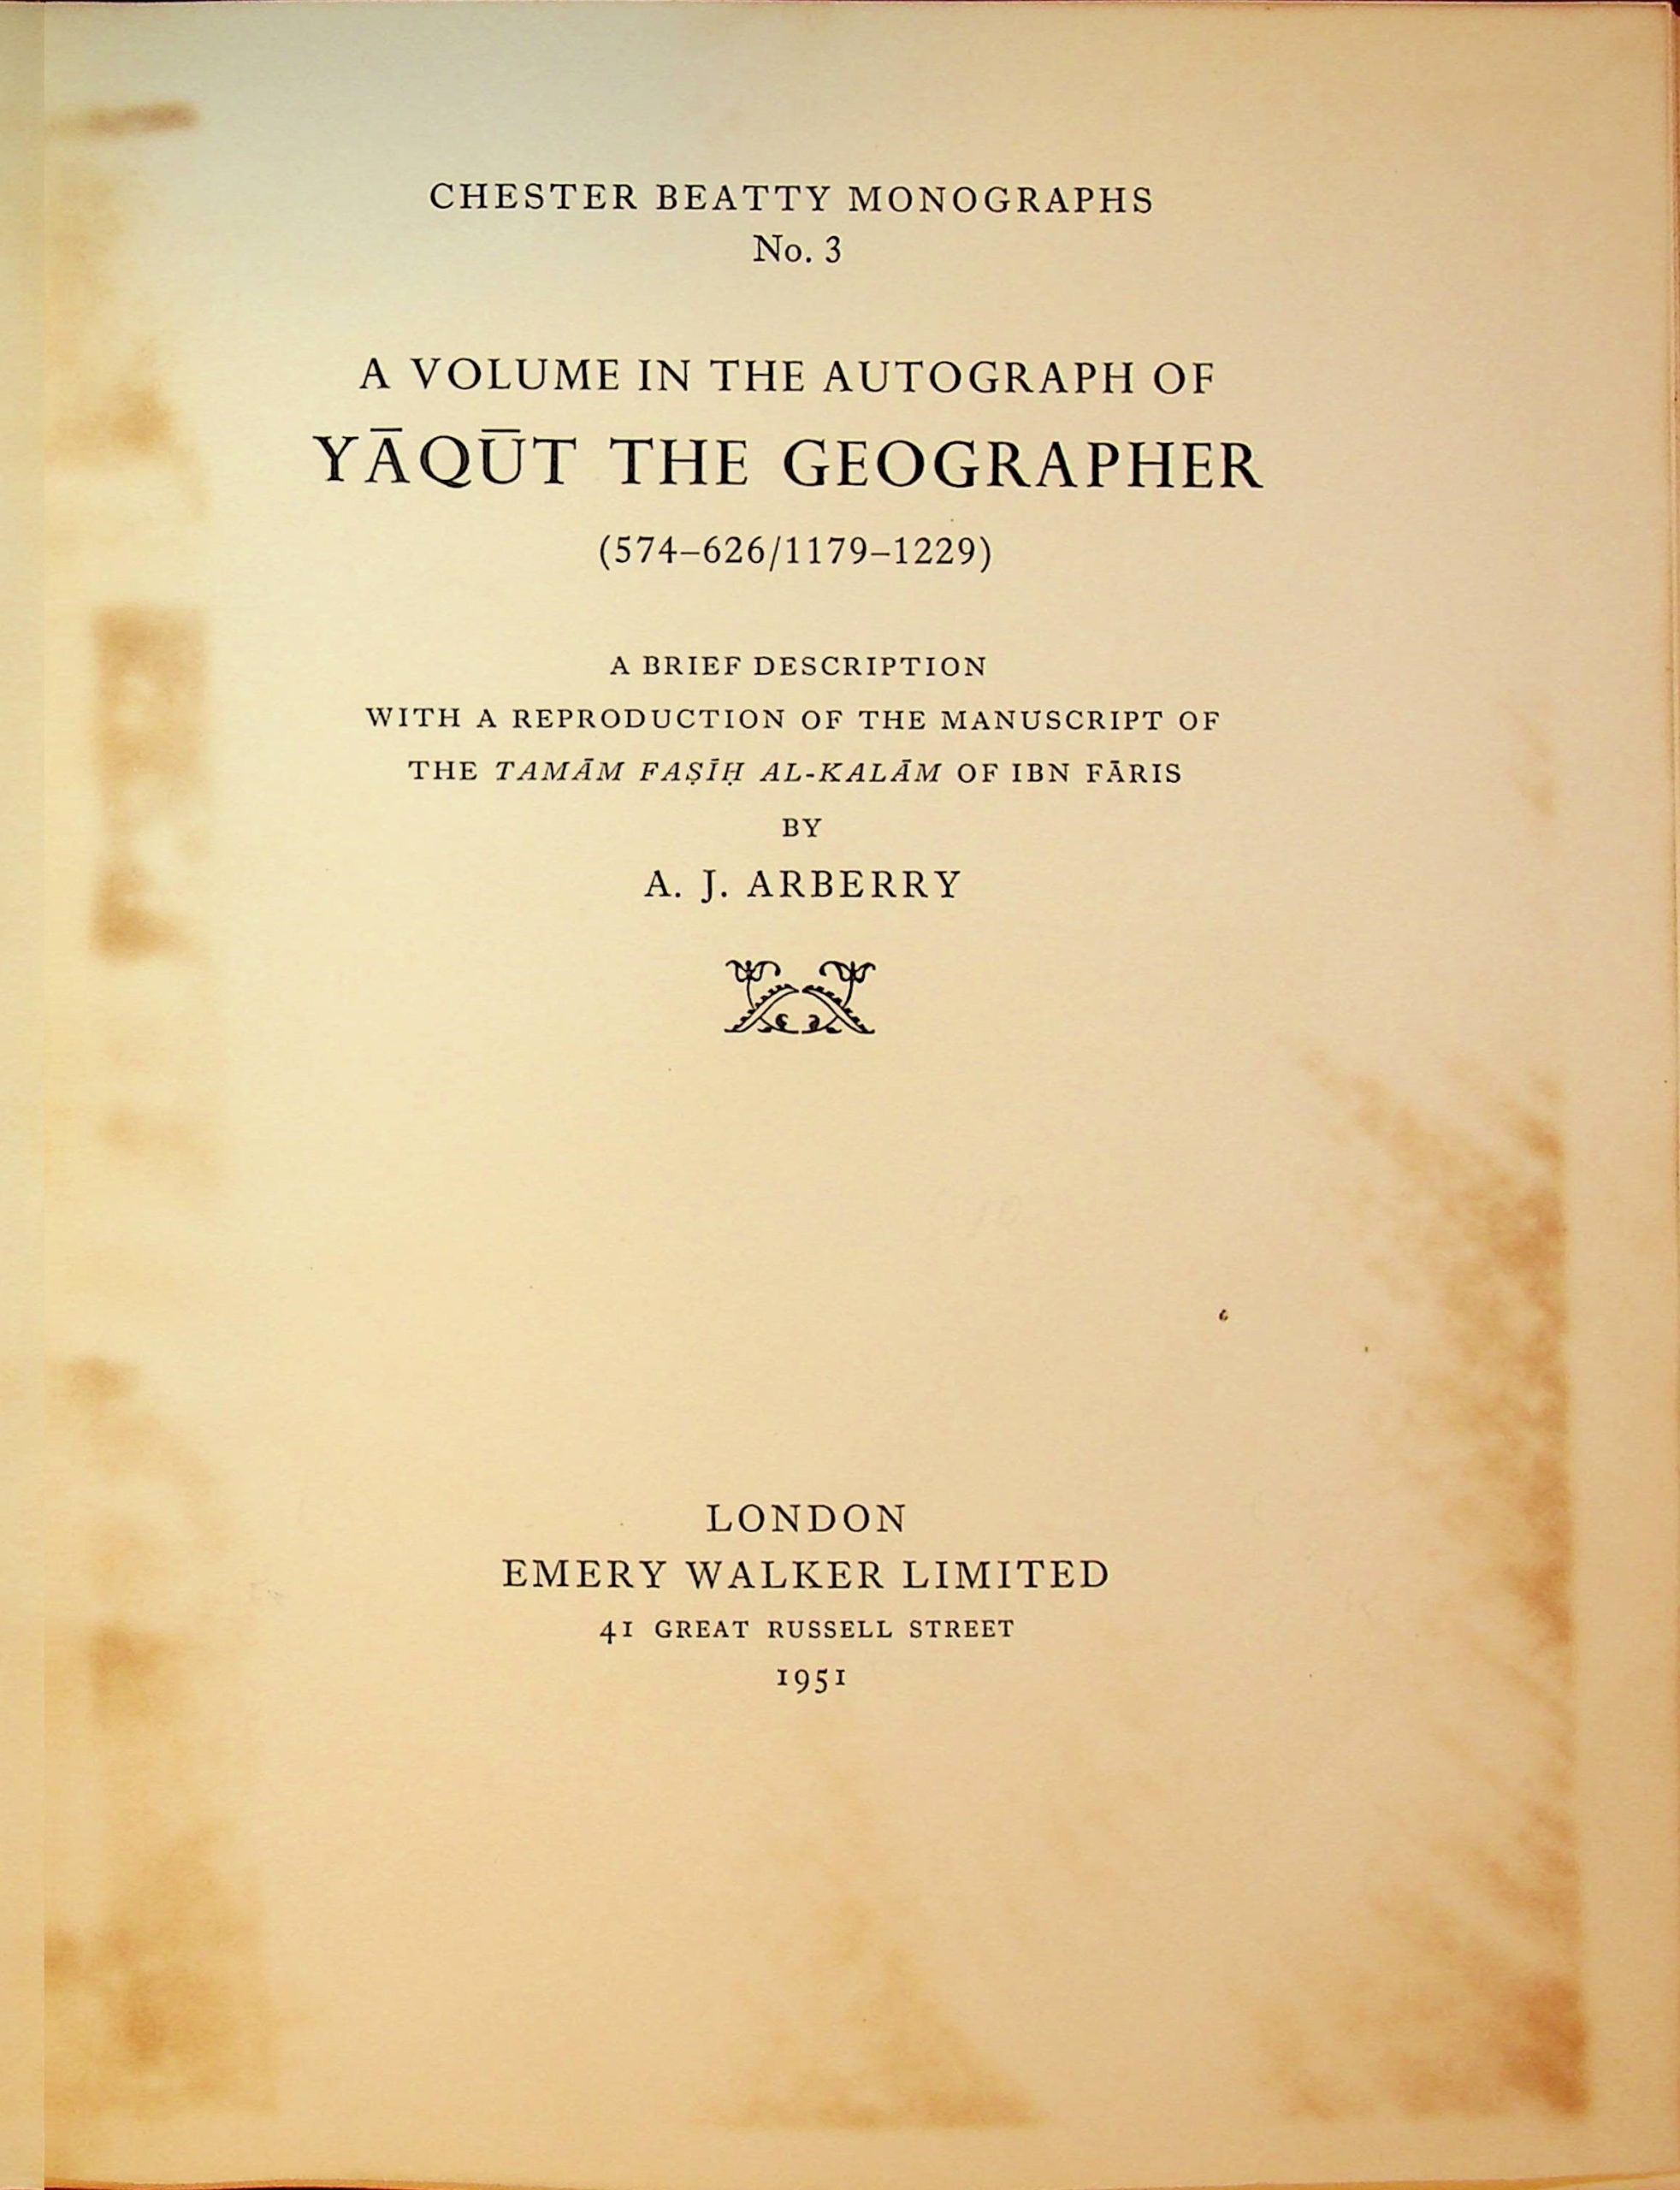 CHESTER BEATTY MONOGRAPHS
No. 3
A VOLUME IN THE AUTOGRAPH OF
YĀQŪT THE GEOGRAPHER
(574–626/1179–1229)
A BRIEF DESCRIPTION
WITH A REPRODUCTION OF THE MANUSCRIPT OF
THE TAMĀM FAṢĪḤ AL-KALĀM OF IBN FĀRIS
BY
A. J. ARBERRY
LONDON
EMERY WALKER LIMITED
41 GREAT RUSSELL STREET
1951